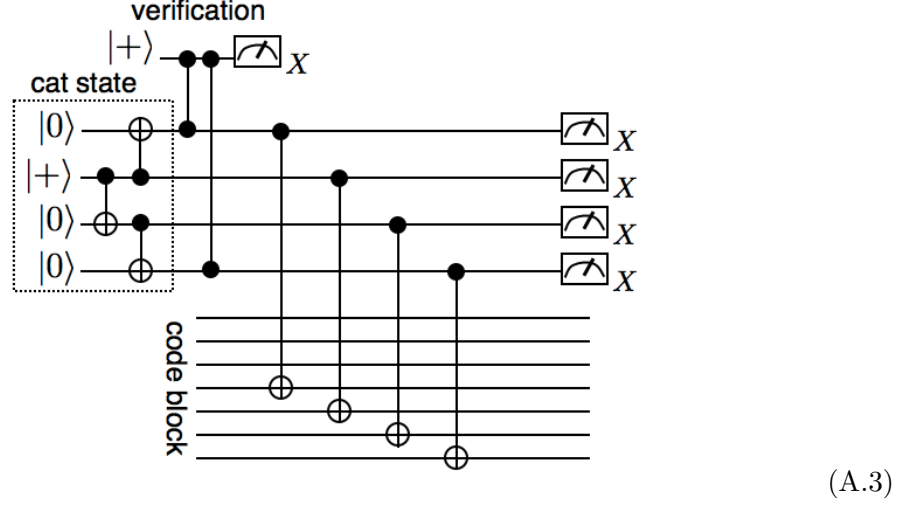 verification
|+⟩ X
cat state
|0⟩ X
|+⟩ X
|0⟩ X
|0⟩ X
code block
(A.3)